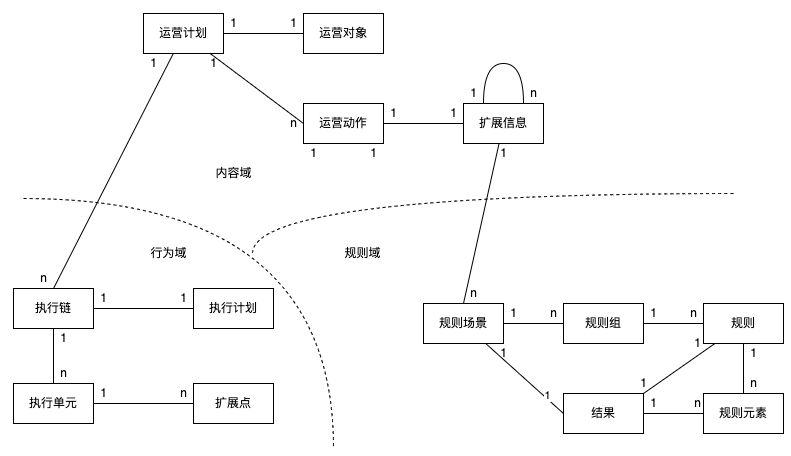 运营计划 1 1 运营对象
1 1
1 n
n 运营动作 1 1 扩展信息
1 1 1
内容域
行为域 规则域
n n
执行链 1 1 执行计划
规则场景 1 n 规则组 1 n 规则
1 1 1 1
n 1 n
1
执行单元 1 n 扩展点
结果 1 n 规则元素